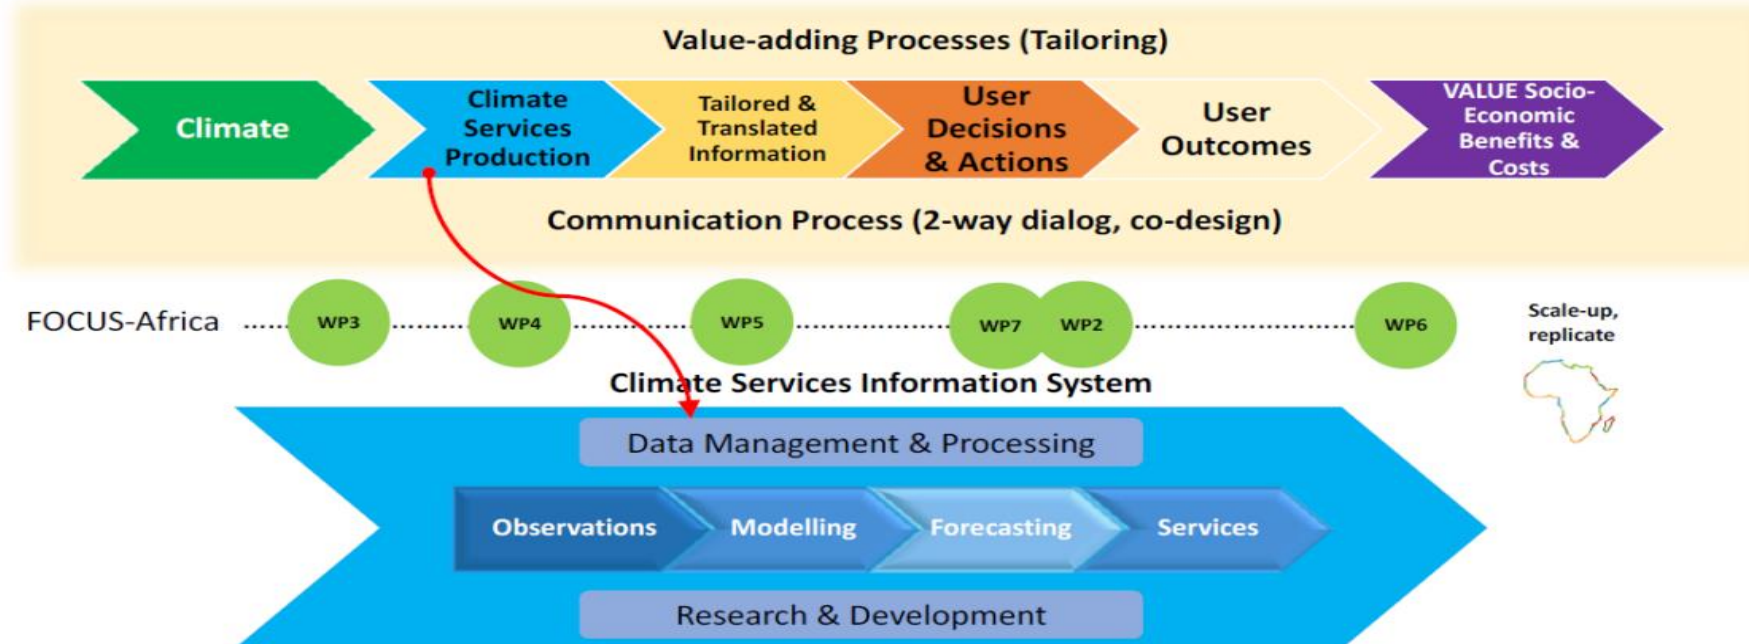 Value-adding Processes (Tailoring)
Climate
Climate
Services
Production
Tailored &
Translated
Information
User
Decisions
& Actions
User
Outcomes
VALUE Socio-
Economic
Benefits &
Costs
Communication Process (2-way dialog, co-design)
FOCUS-Africa
WP3
WP4
WP5
WP7
WP2
WP6
Scale-up,
replicate
Climate Services Information System
Data Management & Processing
Observations
Modelling
Forecasting
Services
Research & Development